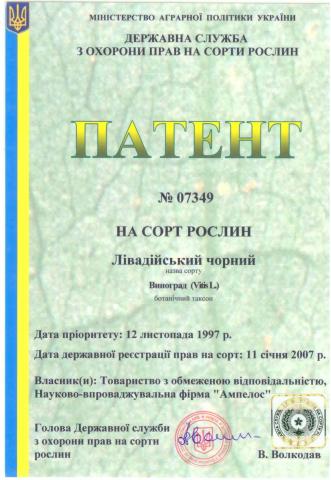 МІНІСТЕРСТВО АГРАРНОЇ ПОЛІТИКИ УКРАЇНИ
ДЕРЖАВНА СЛУЖБА
З ОХОРОНИ ПРАВ НА СОРТИ РОСЛИН
ПАТЕНТ
№ 07349
НА СОРТ РОСЛИН
Лівадійський чорний
назва сорту
Виноград (Vitis L.)
ботанічний таксон
Дата пріоритету: 12 листопада 1997 р.
Дата державної реєстрації прав на сорт: 11 січня 2007 р.
Власник(и): Товариство з обмеженою відповідальністю,
Науково-впроваджувальна фірма "Ампелос"
Голова Державної служби
з охорони прав на сорти
рослин
В. Волкодав